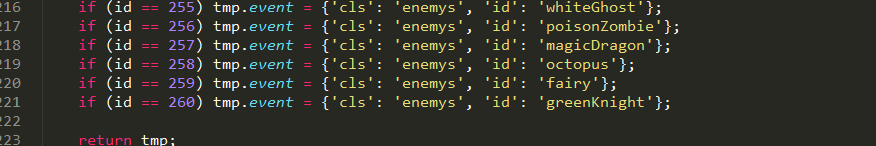 216 if (id == 255) tmp.event = {'cls': 'enemys', 'id': 'whiteGhost'};
217 if (id == 256) tmp.event = {'cls': 'enemys', 'id': 'poisonZombie'};
218 if (id == 257) tmp.event = {'cls': 'enemys', 'id': 'magicDragon'};
219 if (id == 258) tmp.event = {'cls': 'enemys', 'id': 'octopus'};
220 if (id == 259) tmp.event = {'cls': 'enemys', 'id': 'fairy'};
221 if (id == 260) tmp.event = {'cls': 'enemys', 'id': 'greenKnight'};
222
223 return tmp;